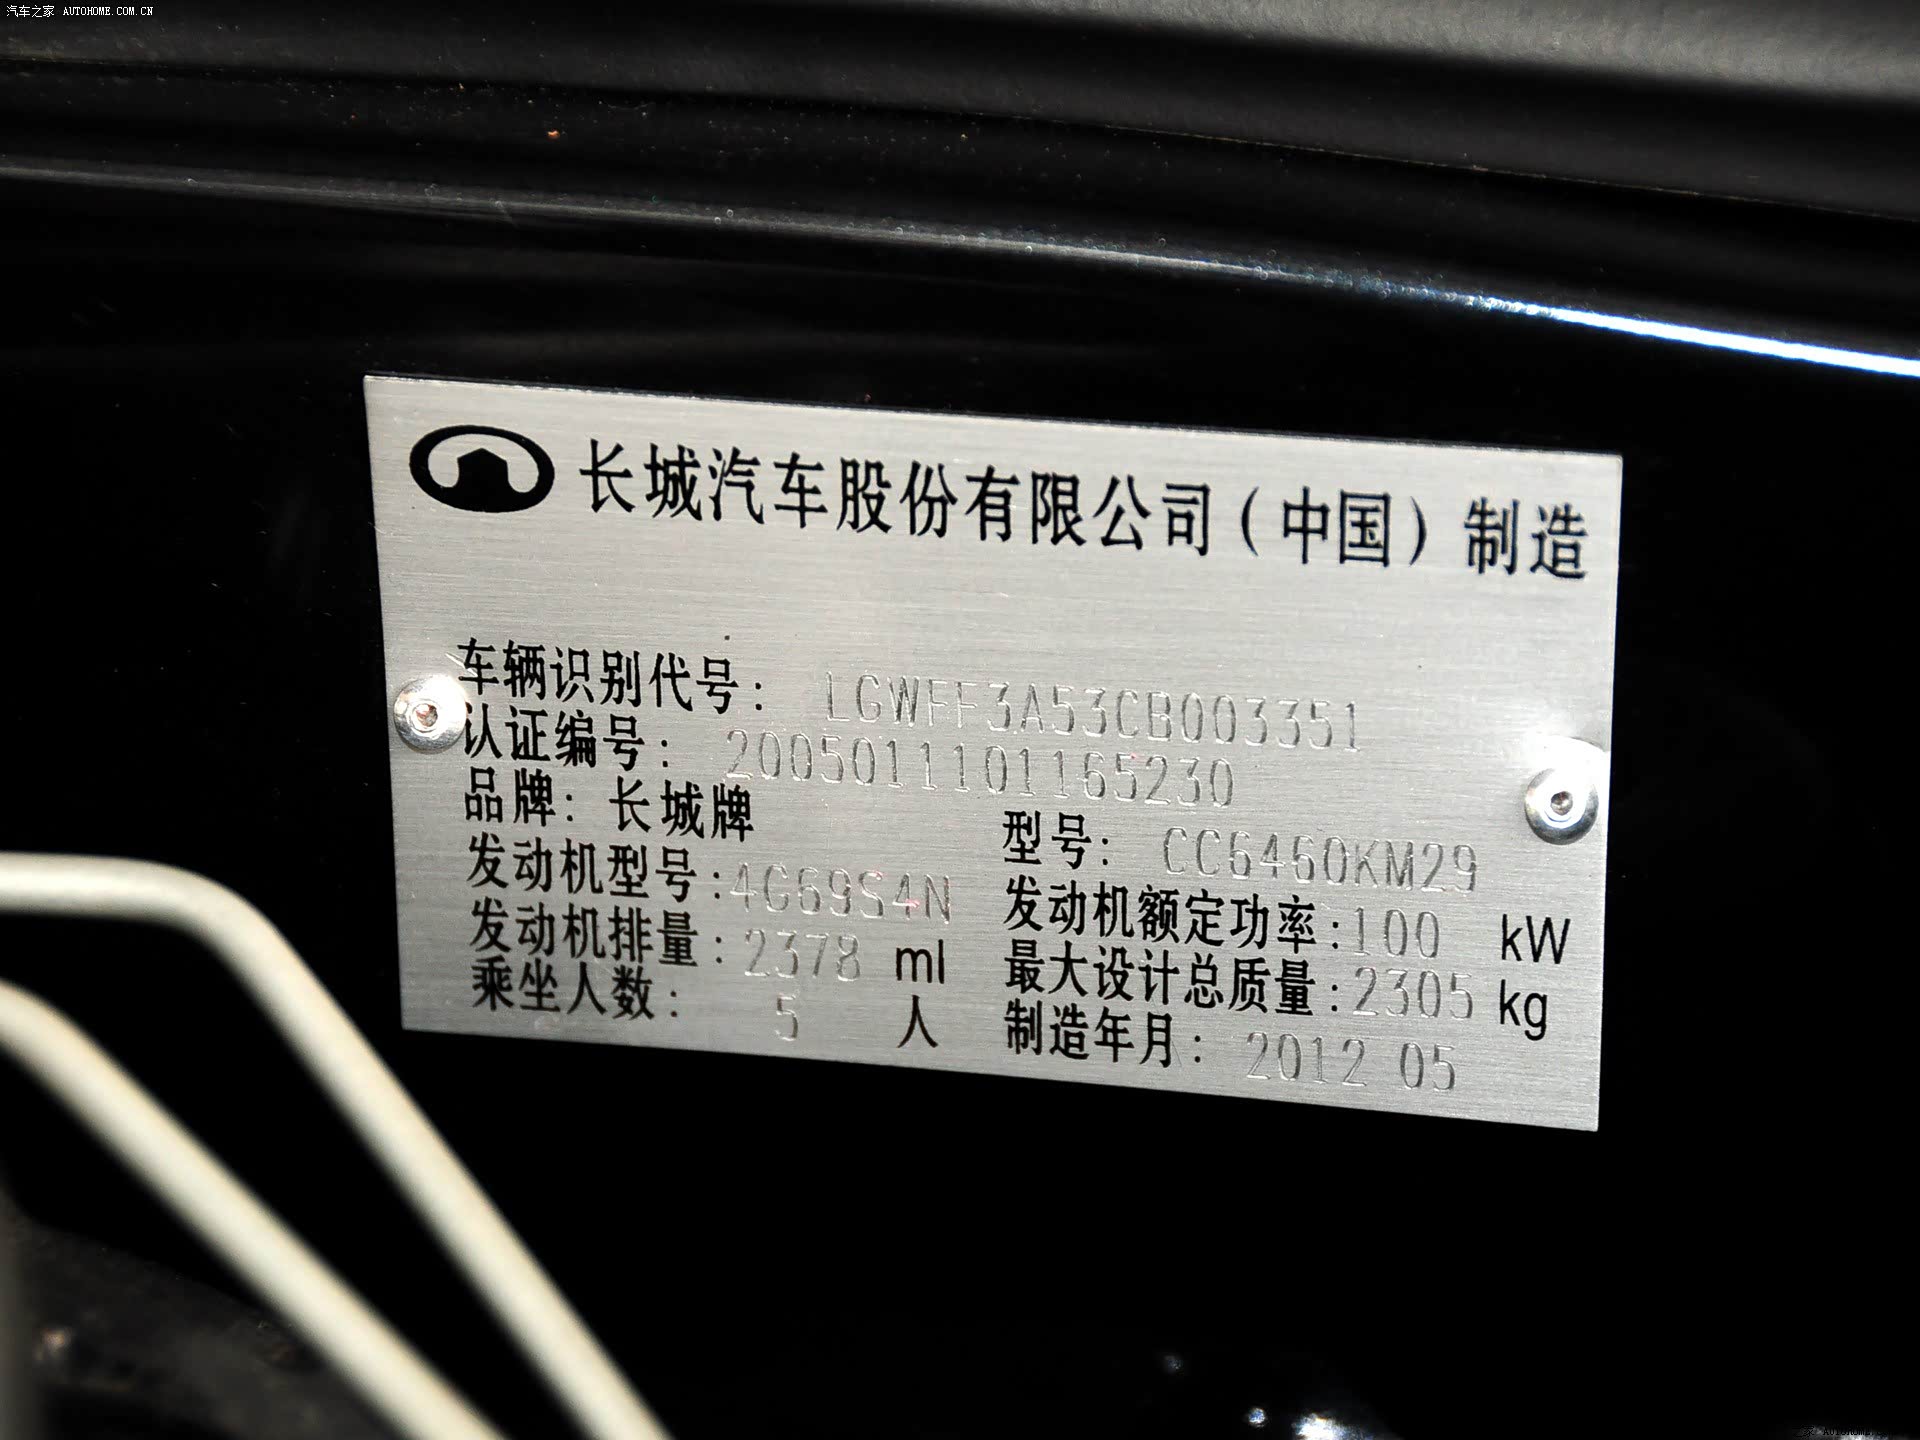 汽车之家 AUTOHOME.COM.CN
长城汽车股份有限公司（中国）制造
车辆识别代号：LGWFF3A53CB003351
认证编号：2005011101165230
品牌：长城牌 型号：CC6460KM29
发动机型号：4G69S4N 发动机额定功率：100 kW
发动机排量：2378 ml 最大设计总质量：2305 kg
乘坐人数：5 人 制造年月：2012 05